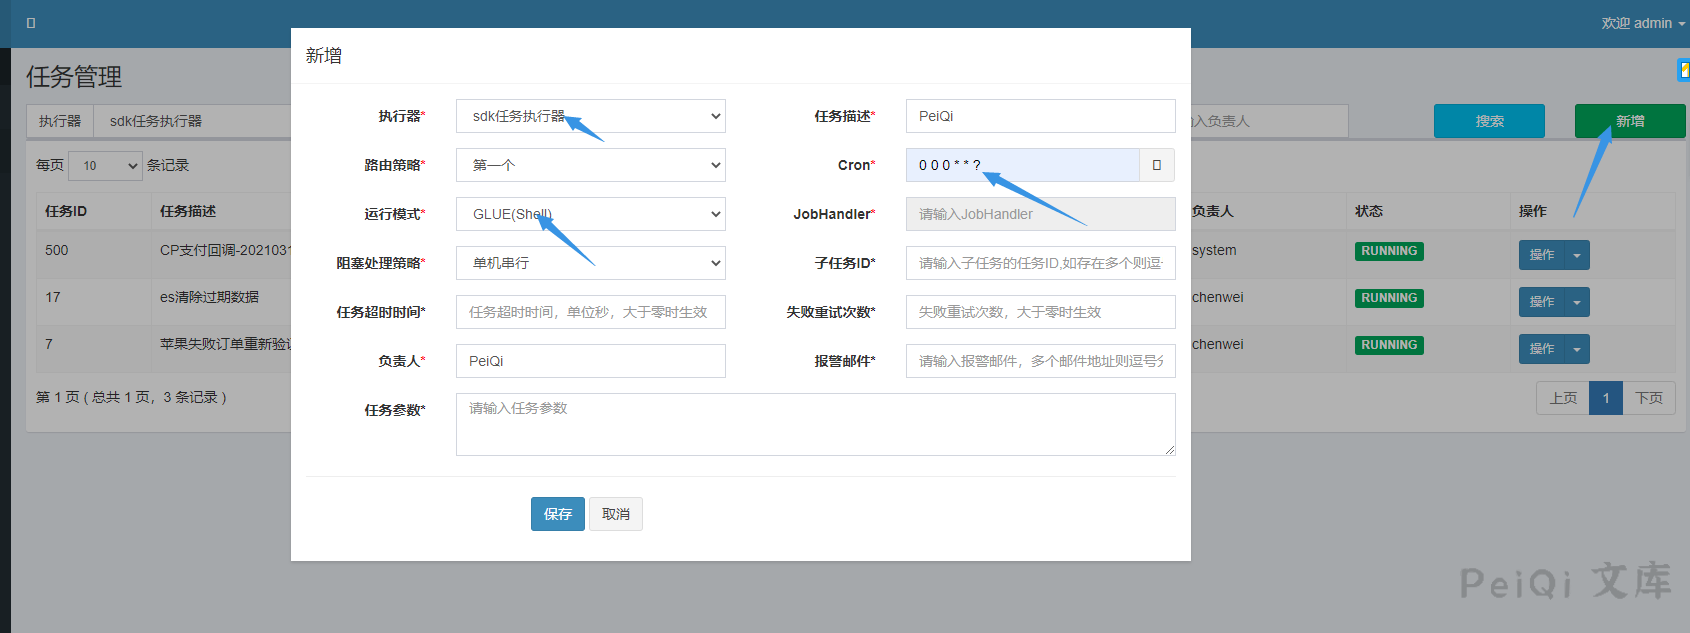 欢迎 admin
新增
任务管理
执行器 sdk任务执行器
入负责人
搜索
新增
每页 10 条记录
任务ID 任务描述
负责人 状态 操作
500 CP支付回调-2021031
system RUNNING 操作
17 es清除过期数据
chenwei RUNNING 操作
7 苹果失败订单重新验
chenwei RUNNING 操作
第 1 页 ( 总共 1 页，3 条记录 )
上页 1 下页
执行器* sdk任务执行器
任务描述* PeiQi
路由策略* 第一个
Cron* 0 0 0 * * ?
运行模式* GLUE(Shell)
JobHandler* 请输入JobHandler
阻塞处理策略* 单机串行
子任务ID* 请输入子任务的任务ID,如存在多个则逗
任务超时时间* 任务超时时间，单位秒，大于零时生效
失败重试次数* 失败重试次数，大于零时生效
负责人* PeiQi
报警邮件* 请输入报警邮件，多个邮件地址则逗号分
任务参数* 请输入任务参数
保存 取消
PeiQi 文库